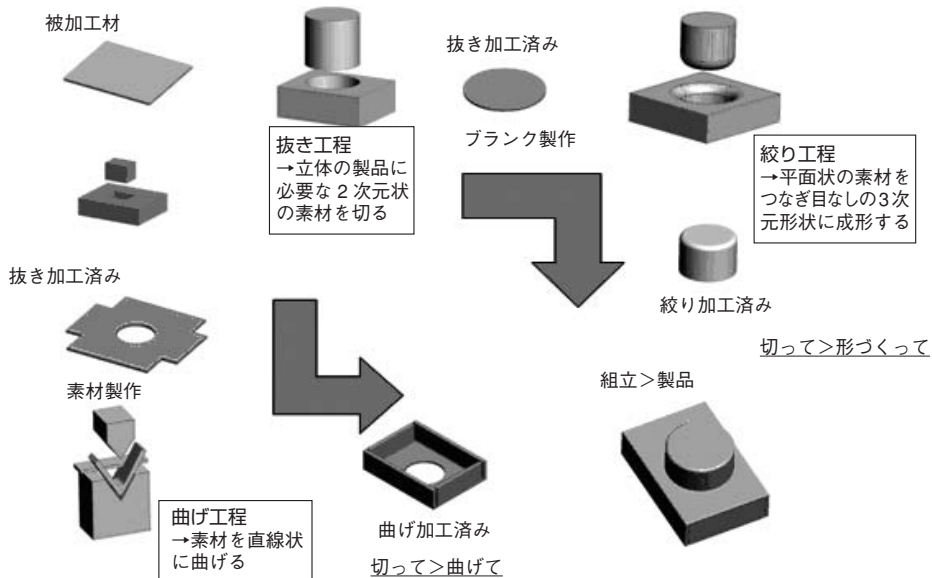 被加工材
抜き加工済み
ブランク製作
抜き工程
→立体の製品に
必要な2次元状
の素材を切る
絞り工程
→平面状の素材を
つなぎ目なしの3次
元形状に成形する
抜き加工済み
素材製作
絞り加工済み
切って>形づくって
組立>製品
曲げ工程
→素材を直線状
に曲げる
曲げ加工済み
切って>曲げて